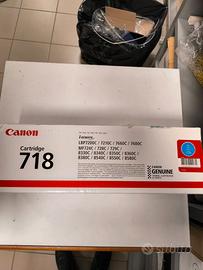 Canon
Cartridge
718
i-sensys
LBP7200C / 7210C / 7660C / 7680C
MF724C / 728C / 729C
8330C / 8340C / 8350C / 8360C /
8380C / 8540C / 8550C / 8580C
CANON
GENUINE
Subito.it